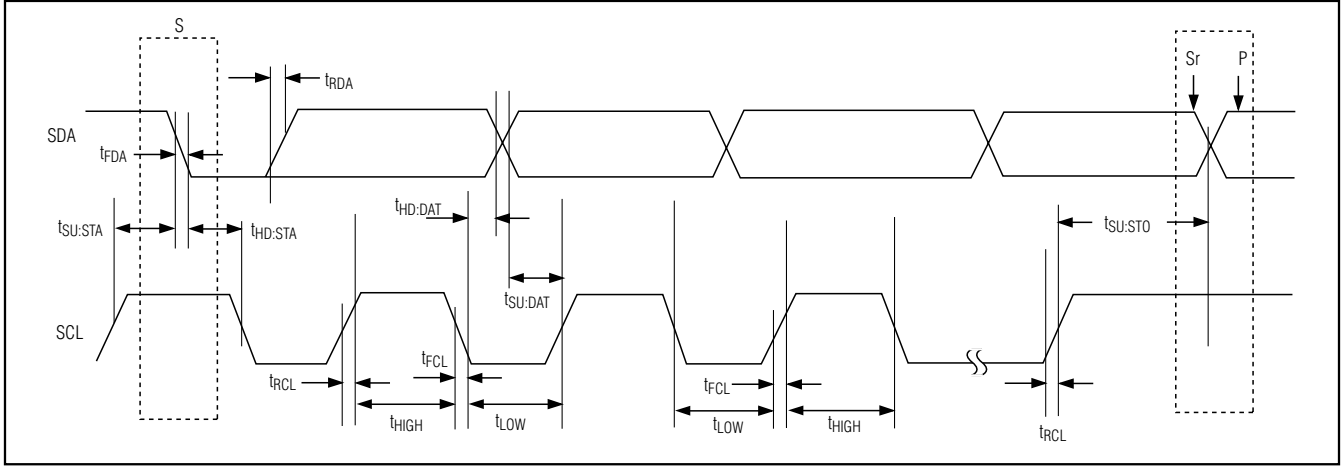 S
Sr P
tRDA
SDA
tFDA
tHD:DAT
tSU:STA tHD:STA tSU:STO
tSU:DAT
SCL
tFCL
tRCL tFCL
tHIGH tLOW tLOW tHIGH
tRCL